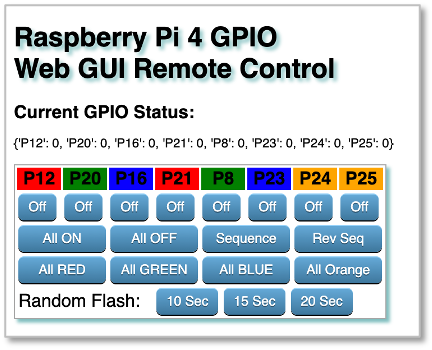 Raspberry Pi 4 GPIO
Web GUI Remote Control
Current GPIO Status:
{'P12': 0, 'P20': 0, 'P16': 0, 'P21': 0, 'P8': 0, 'P23': 0, 'P24': 0, 'P25': 0}
P12 P20 P16 P21 P8 P23 P24 P25
Off Off Off Off Off Off Off Off
All ON All OFF Sequence Rev Seq
All RED All GREEN All BLUE All Orange
Random Flash: 10 Sec 15 Sec 20 Sec